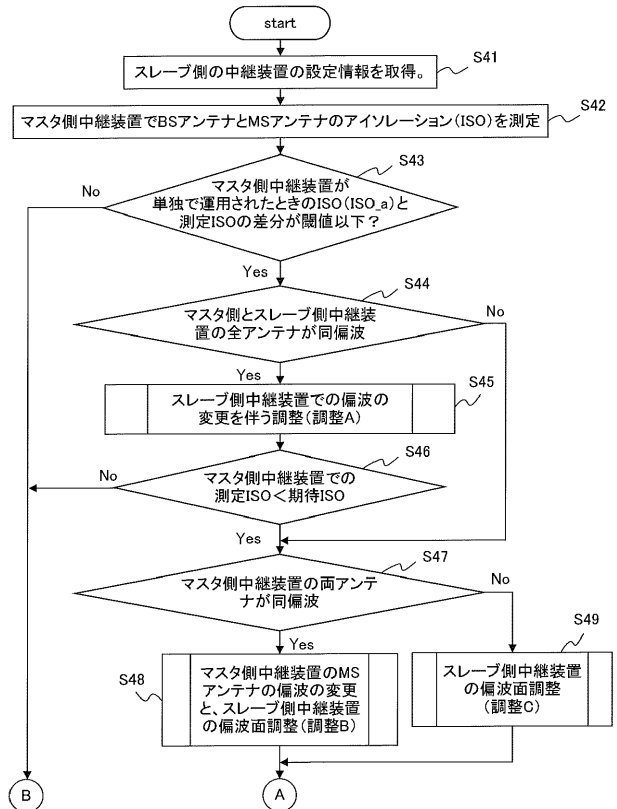 start
スレーブ側の中継装置の設定情報を取得。
S41
マスタ側中継装置でBSアンテナとMSアンテナのアイソレーション(ISO)を測定
S42
マスタ側中継装置が
単独で運用されたときのISO(ISO_a)と
測定ISOの差分が閾値以下?
S43
No
Yes
マスタ側とスレーブ側中継装
置の全アンテナが同偏波
S44
No
Yes
スレーブ側中継装置での偏波の
変更を伴う調整(調整A)
S45
マスタ側中継装置での
測定ISO<期待ISO
S46
No
Yes
マスタ側中継装置の両アンテ
ナが同偏波
S47
No
Yes
マスタ側中継装置のMS
アンテナの偏波の変更
と、スレーブ側中継装置
の偏波面調整(調整B)
S48
スレーブ側中継装置
の偏波面調整
(調整C)
S49
B
A